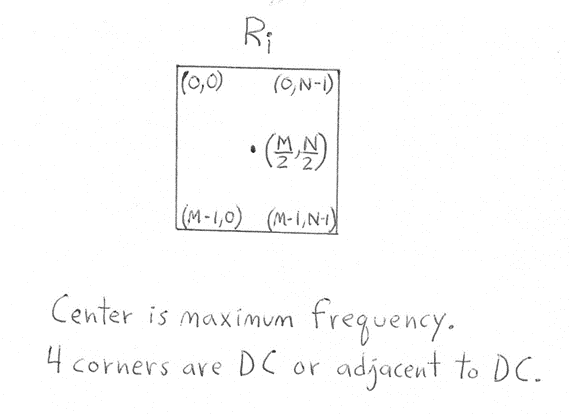 Ri
(0,0) (0,N-1)
(M/2, N/2)
(M-1,0) (M-1,N-1)
Center is maximum frequency.
4 corners are DC or adjacent to DC.